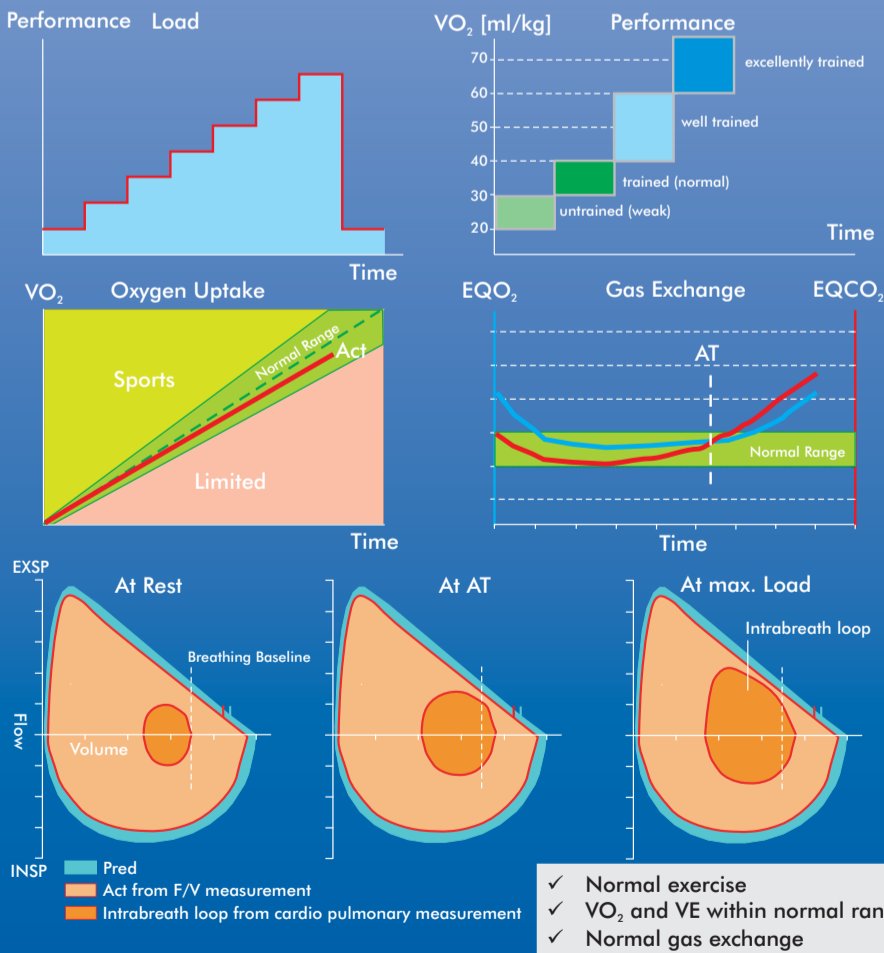 Performance Load
Time
VO₂ [ml/kg] Performance
70
60
50
40
30
20
excellently trained
well trained
trained (normal)
untrained (weak)
Time
VO₂ Oxygen Uptake
Sports
Normal Range
Act
Limited
Time
EQO₂ Gas Exchange EQCO₂
AT
Normal Range
Time
EXSP
At Rest
At AT
At max. Load
Intrabreath loop
Breathing Baseline
Flow
Volume
INSP
Pred
Act from F/V measurement
Intrabreath loop from cardio pulmonary measurement
✓ Normal exercise
✓ VO₂ and VE within normal ran
✓ Normal gas exchange